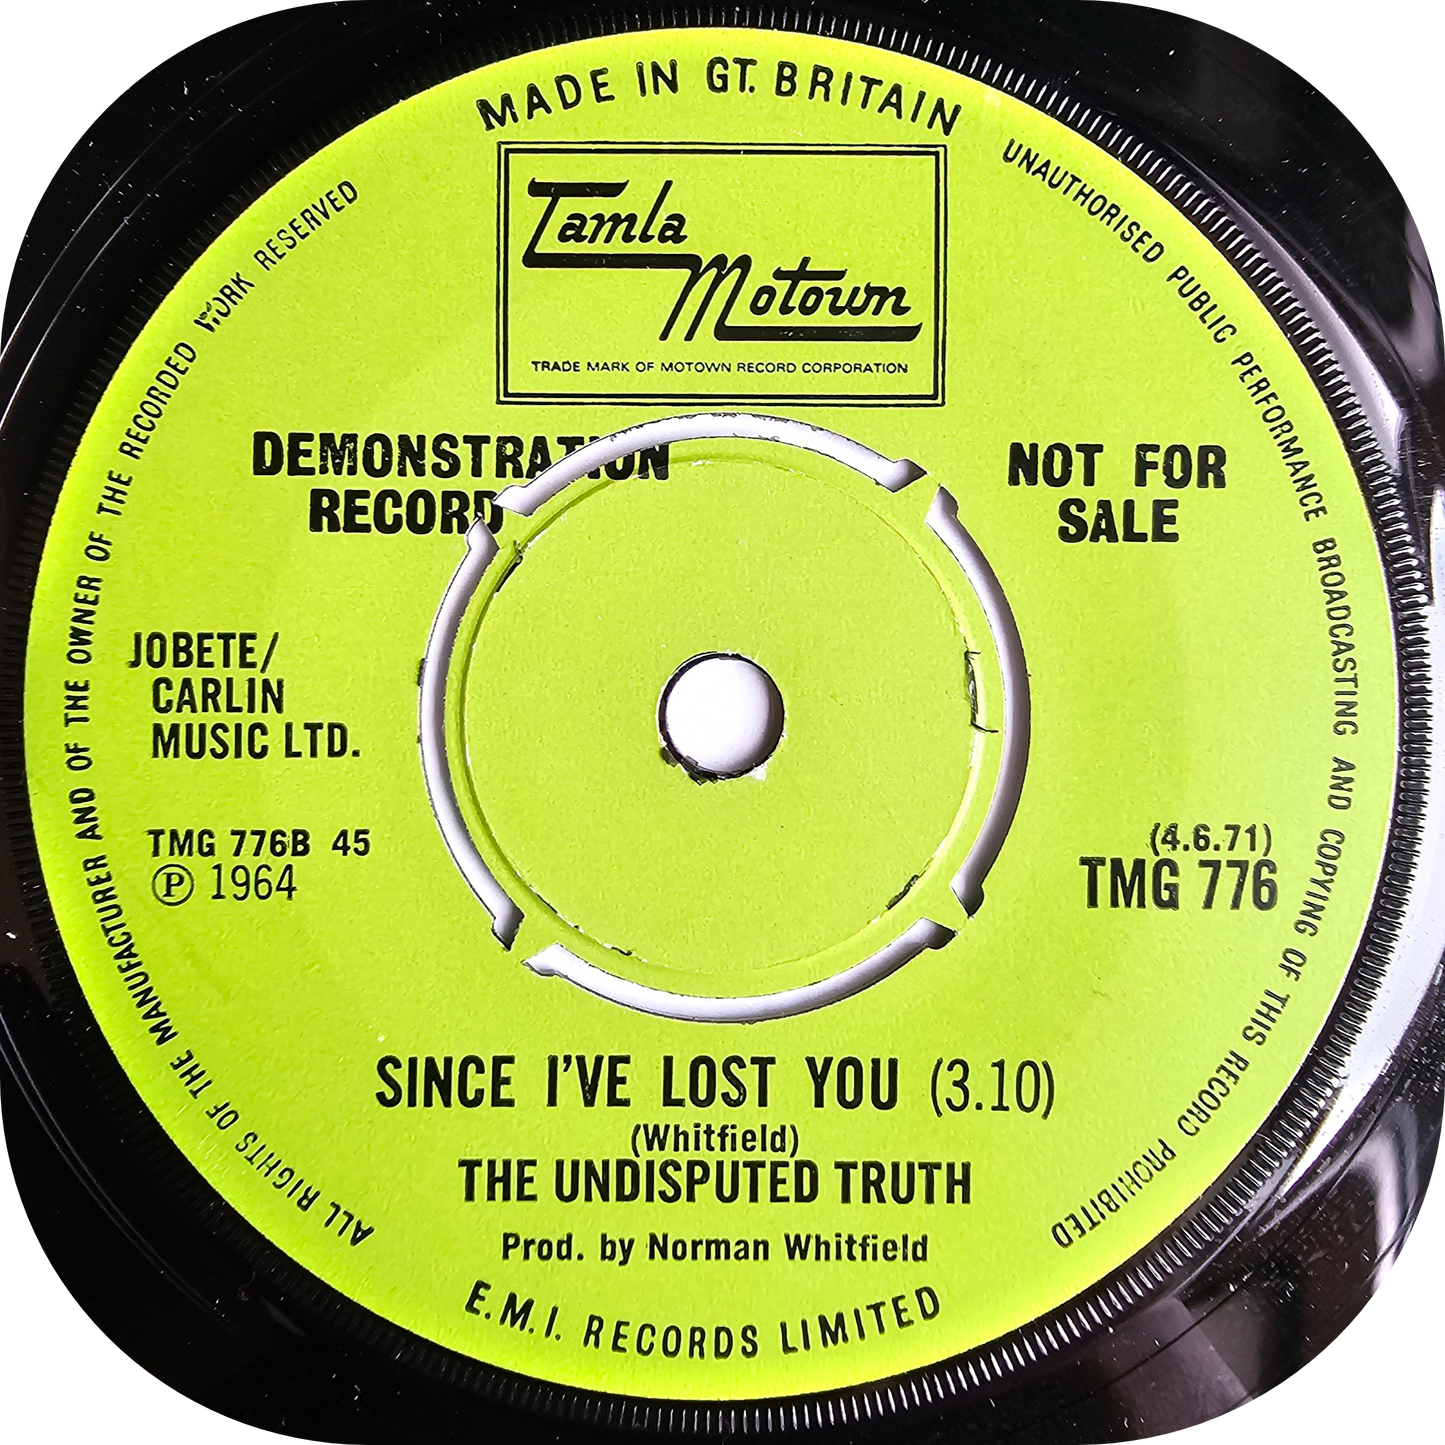 MADE IN GT. BRITAIN
UNAUTHORISED PUBLIC PERFORMANCE BROADCASTING AND COPYING OF THIS RECORD PROHIBITED
ALL RIGHTS OF THE MANUFACTURER AND OF THE OWNER OF THE RECORDED WORK RESERVED
Tamla
Motown
TRADE MARK OF MOTOWN RECORD CORPORATION
DEMONSTRATION
RECORD
NOT FOR
SALE
JOBETE/
CARLIN
MUSIC LTD.
TMG 776B 45
℗ 1964
(4.6.71)
TMG 776
SINCE I'VE LOST YOU (3.10)
(Whitfield)
THE UNDISPUTED TRUTH
Prod. by Norman Whitfield
E.M.I. RECORDS LIMITED